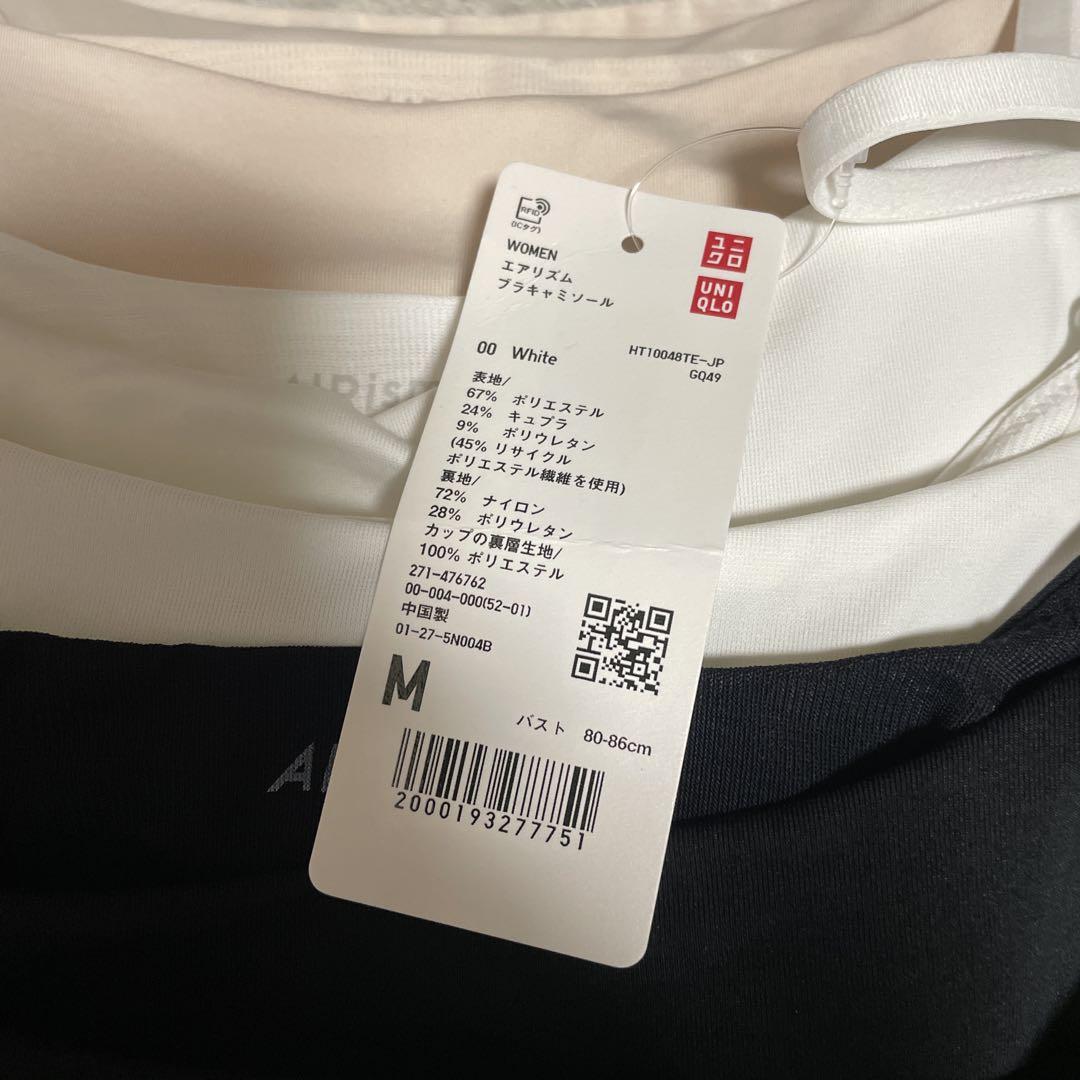 RFID
(ICタグ)
WOMEN
エアリズム
ブラキャミソール
ユニ
クロ
UNI
QLO
00 White
HT10048TE-JP
GQ49
表地/
67% ポリエステル
24% キュプラ
9% ポリウレタン
(45% リサイクル
ポリエステル繊維を使用)
裏地/
72% ナイロン
28% ポリウレタン
カップの裏層生地/
100% ポリエステル
271-476762
00-004-000(52-01)
中国製
01-27-5N004B
M
バスト 80-86cm
2000193277751